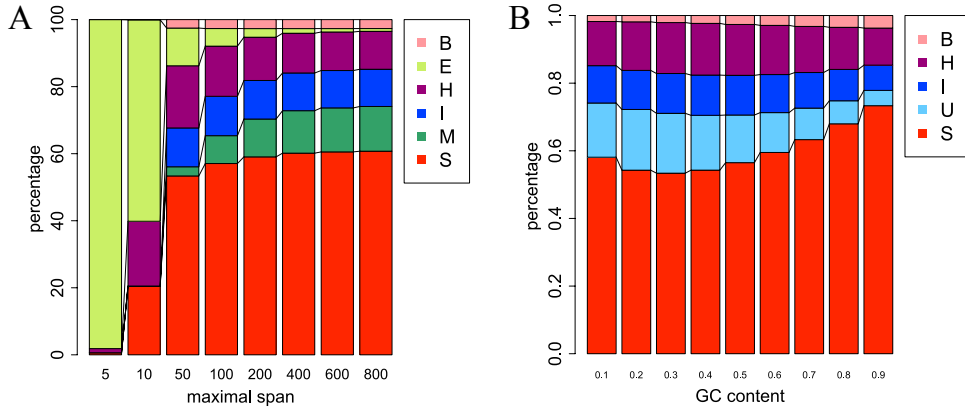 A
percentage
100
80
60
40
20
0
5 10 50 100 200 400 600 800
maximal span
B
E
H
I
M
S
B
percentage
1.0
0.8
0.6
0.4
0.2
0.0
0.1 0.2 0.3 0.4 0.5 0.6 0.7 0.8 0.9
GC content
B
H
I
U
S